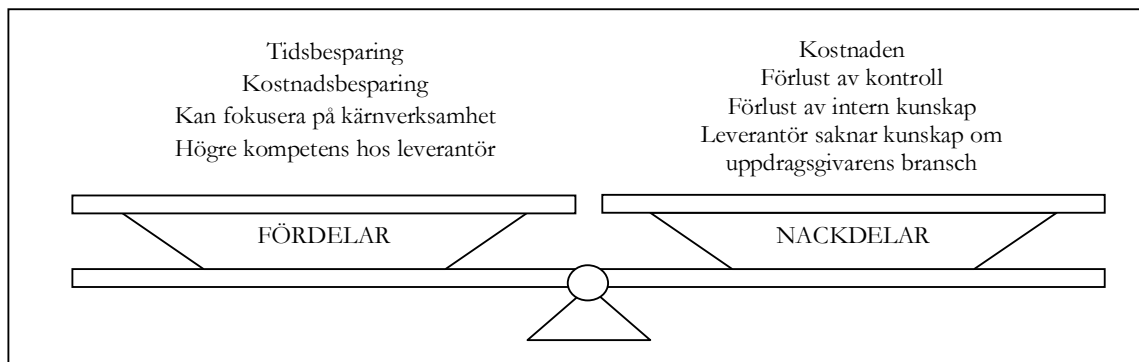 Tidsbesparing
Kostnadsbesparing
Kan fokusera på kärnverksamhet
Högre kompetens hos leverantör
FÖRDELAR
Kostnaden
Förlust av kontroll
Förlust av intern kunskap
Leverantör saknar kunskap om
uppdragsgivarens bransch
NACKDELAR